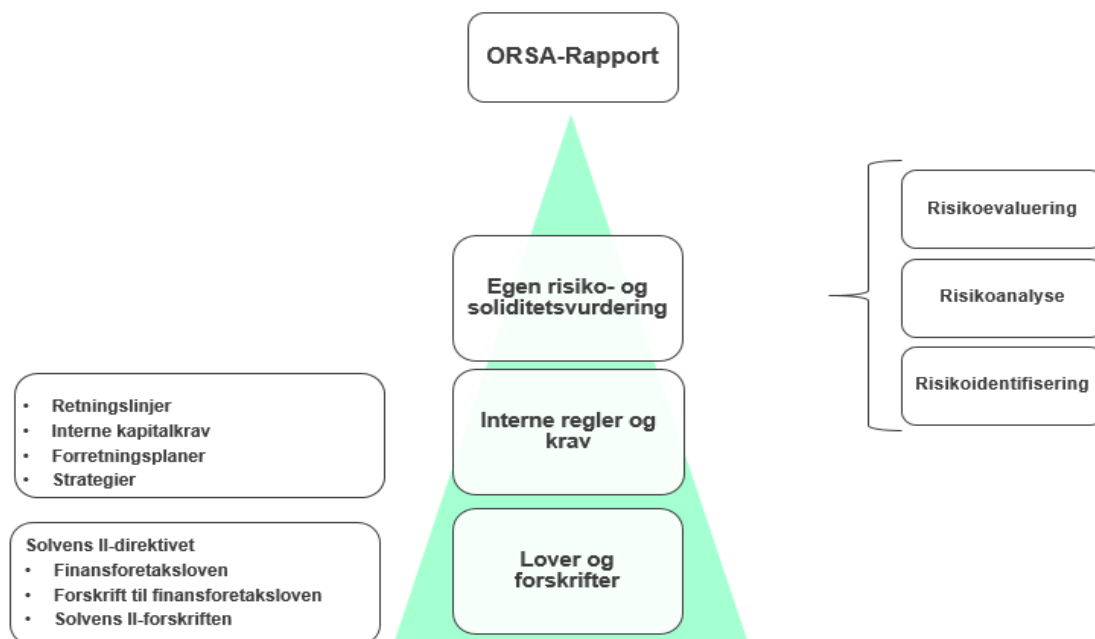 ORSA-Rapport
Egen risiko- og
soliditetsvurdering
Risikoevaluering
Risikoanalyse
Risikoidentifisering
• Retningslinjer
• Interne kapitalkrav
• Forretningsplaner
• Strategier
Interne regler og
krav
Solvens II-direktivet
• Finansforetaksloven
• Forskrift til finansforetaksloven
• Solvens II-forskriften
Lover og
forskrifter